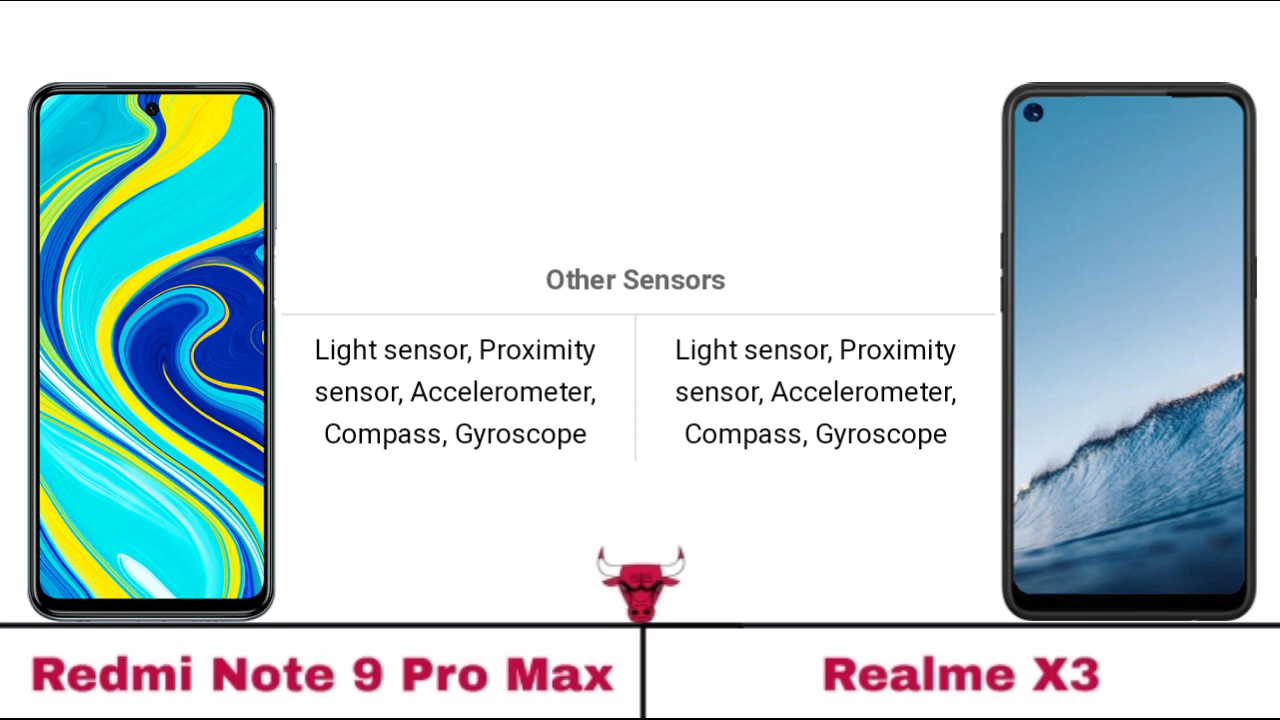 Other Sensors
Light sensor, Proximity
sensor, Accelerometer,
Compass, Gyroscope
Light sensor, Proximity
sensor, Accelerometer,
Compass, Gyroscope
Redmi Note 9 Pro Max
Realme X3